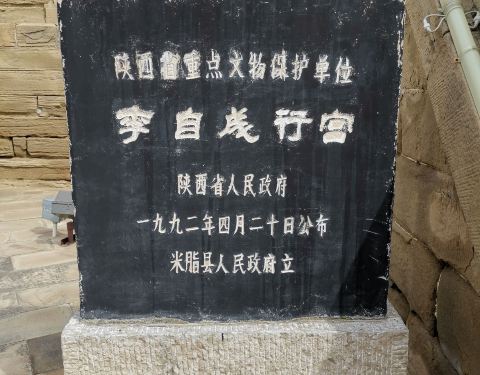 陕西省重点文物保护单位
李自成行宫
陕西省人民政府
一九九二年四月二十日公布
米脂县人民政府立